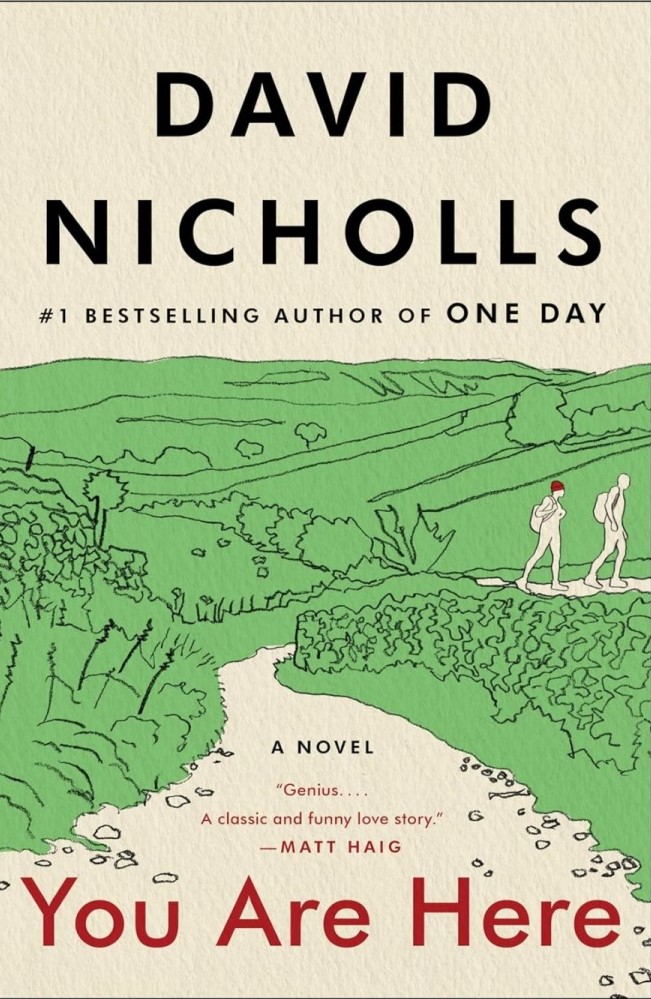 DAVID
NICHOLLS
#1 BESTSELLING AUTHOR OF ONE DAY
A NOVEL
“Genius. . . .
A classic and funny love story.”
—MATT HAIG
You Are Here